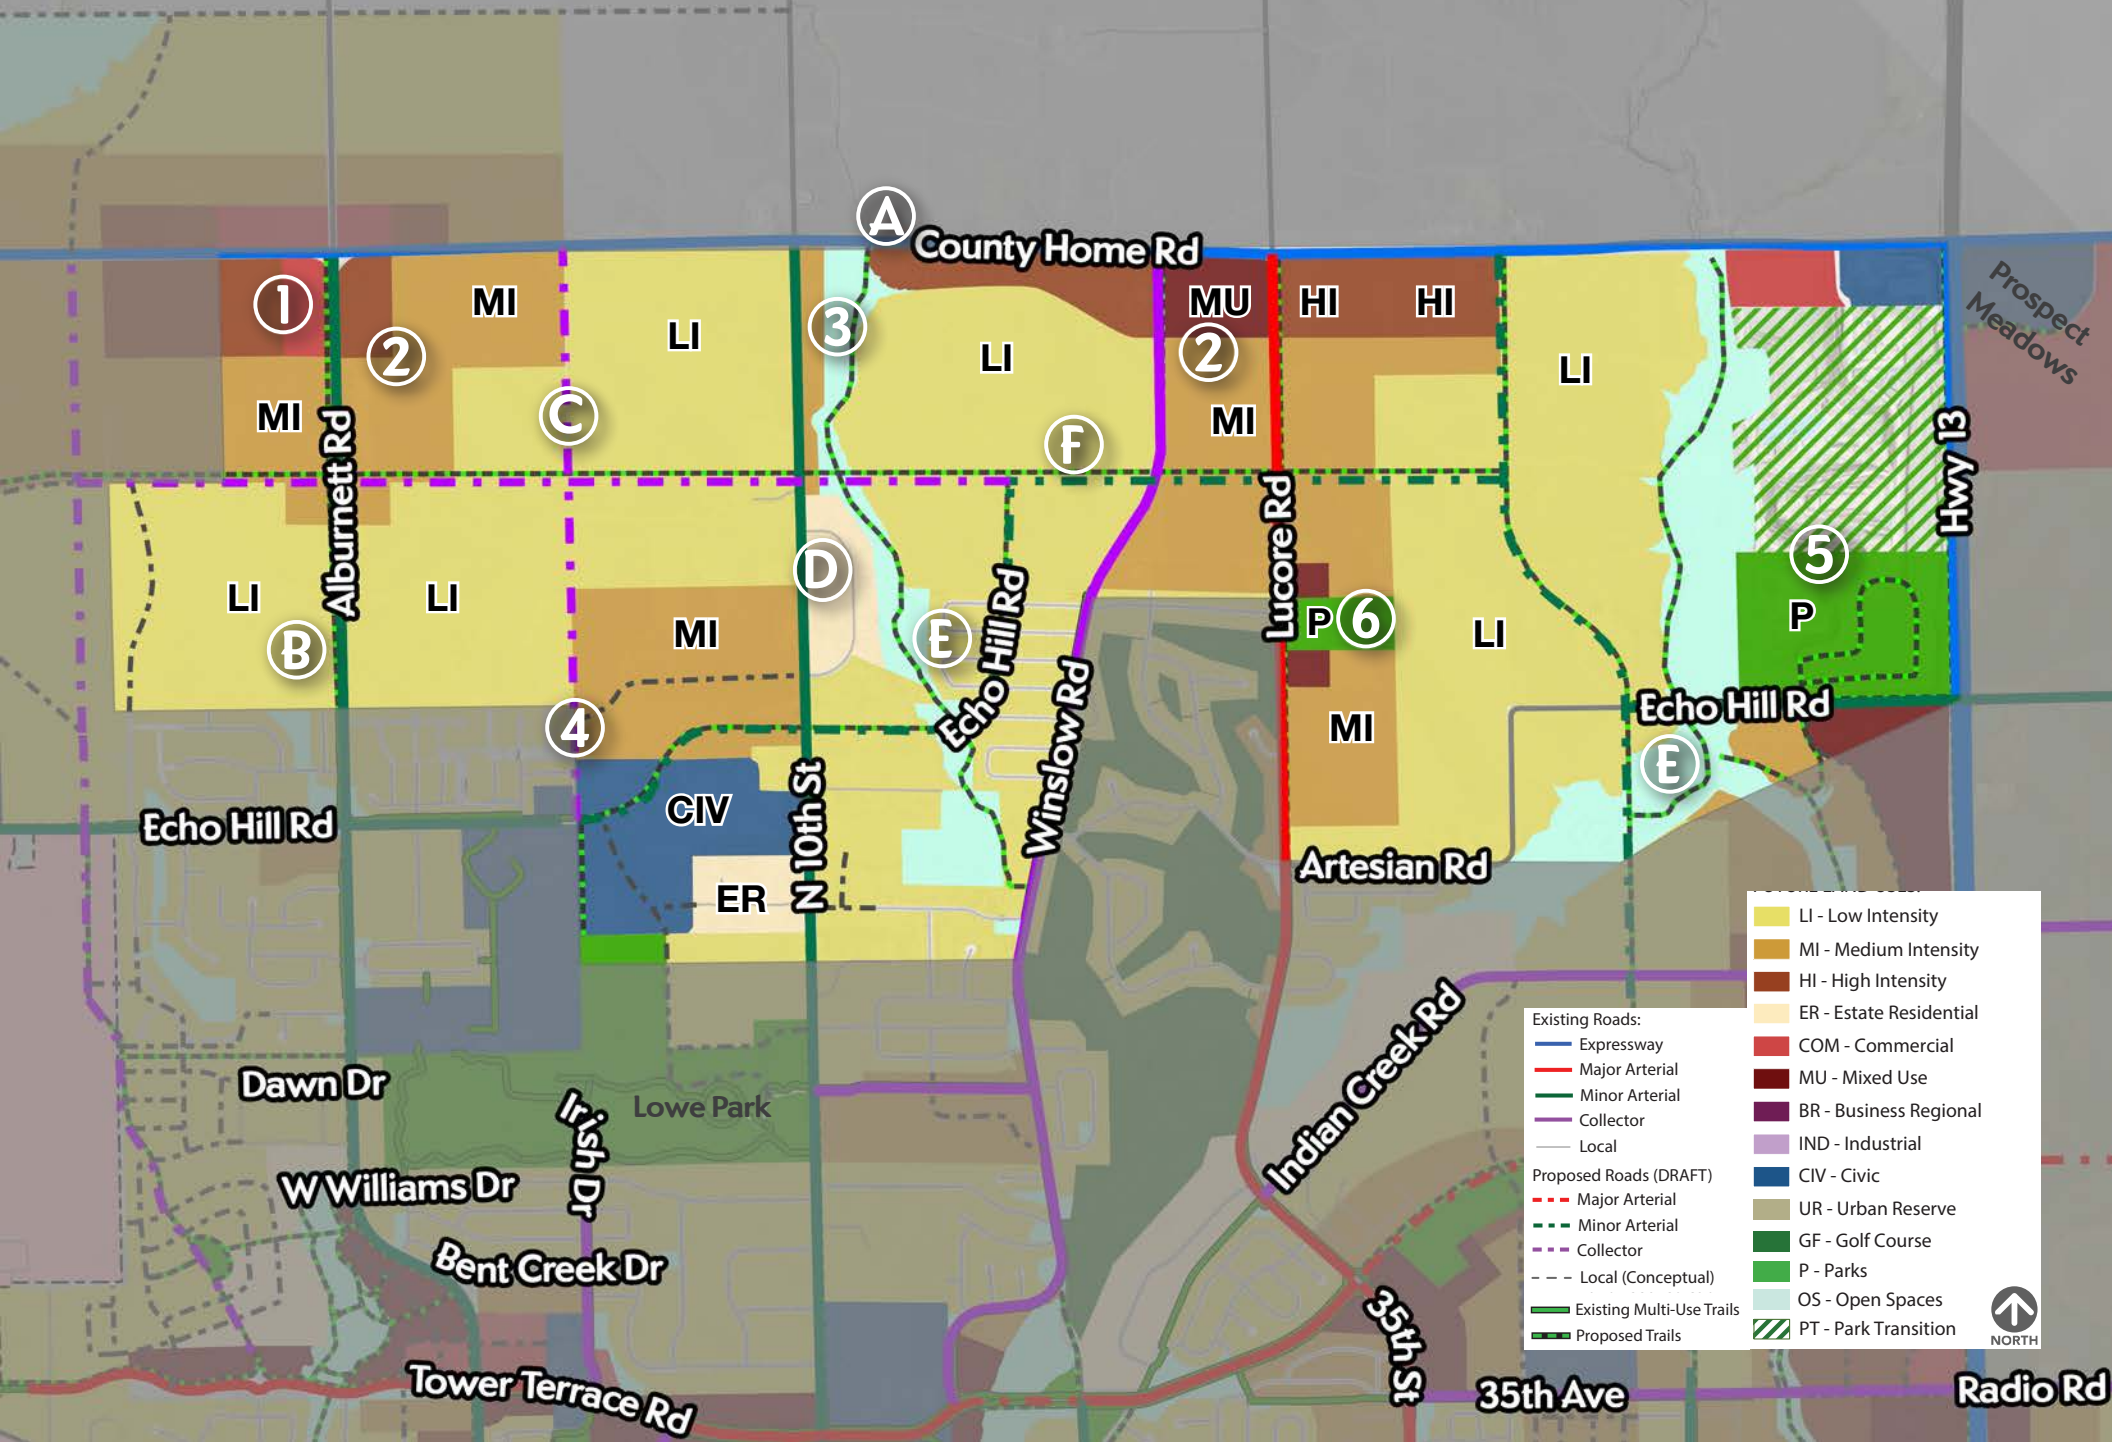 A
County Home Rd
Prospect
Meadows
1
MI
2
LI
3
LI
MU
2
HI
HI
LI
MI
C
F
MI
Alburnett Rd
Lucore Rd
Hwy 13
5
D
LI
B
LI
MI
E
Echo Hill Rd
P
6
LI
P
4
Winslow Rd
MI
Echo Hill Rd
E
Echo Hill Rd
CIV
N 10th St
ER
Artesian Rd
Dawn Dr
Irish Dr
Lowe Park
Indian Creek Rd
W Williams Dr
Bent Creek Dr
Tower Terrace Rd
35th St
35th Ave
Radio Rd
LI - Low Intensity
MI - Medium Intensity
HI - High Intensity
ER - Estate Residential
COM - Commercial
MU - Mixed Use
BR - Business Regional
IND - Industrial
CIV - Civic
UR - Urban Reserve
GF - Golf Course
P - Parks
OS - Open Spaces
PT - Park Transition
NORTH
Existing Roads:
Expressway
Major Arterial
Minor Arterial
Collector
Local
Proposed Roads (DRAFT)
Major Arterial
Minor Arterial
Collector
Local (Conceptual)
Existing Multi-Use Trails
Proposed Trails